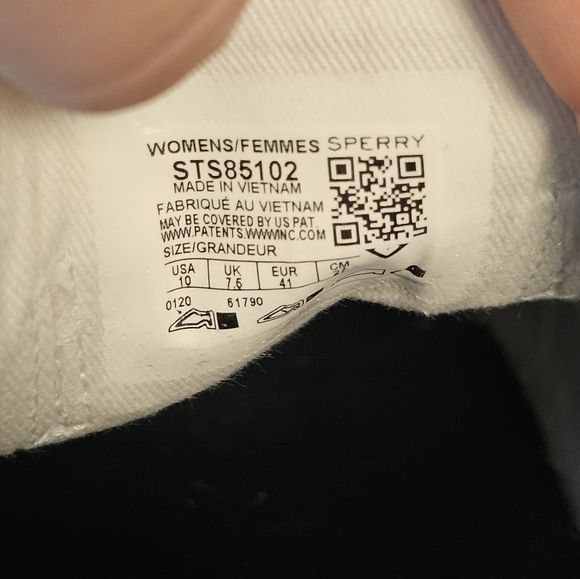 WOMENS/FEMMES SPERRY
STS85102
MADE IN VIETNAM
FABRIQUÉ AU VIETNAM
MAY BE COVERED BY US PAT.
WWW.PATENTS.WWWINC.COM
SIZE/GRANDEUR
USA UK EUR CM
10 7.5 41
0120 61790